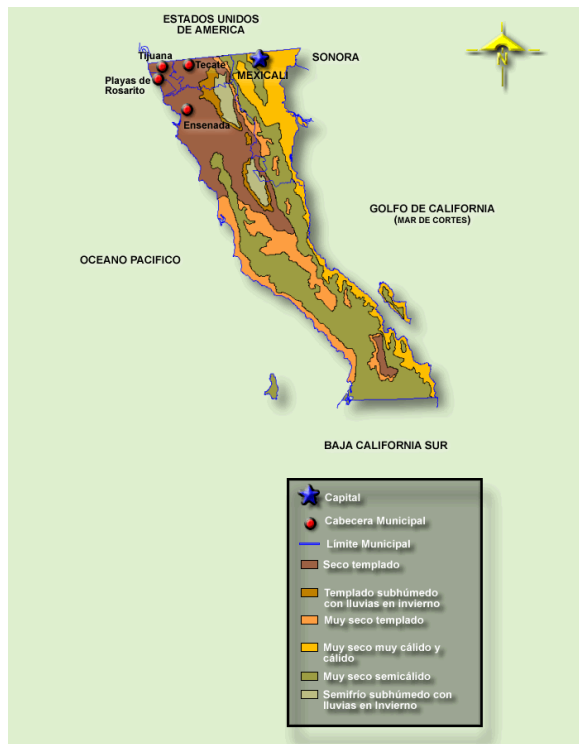 ESTADOS UNIDOS
DE AMERICA
SONORA
N
Tijuana
Tecate
MEXICALI
Playas de
Rosarito
Ensenada
GOLFO DE CALIFORNIA
(MAR DE CORTES)
OCEANO PACIFICO
BAJA CALIFORNIA SUR
Capital
Cabecera Municipal
Límite Municipal
Seco templado
Templado subhúmedo
con lluvias en invierno
Muy seco templado
Muy seco muy cálido y
cálido
Muy seco semicálido
Semifrío subhúmedo con
lluvias en Invierno